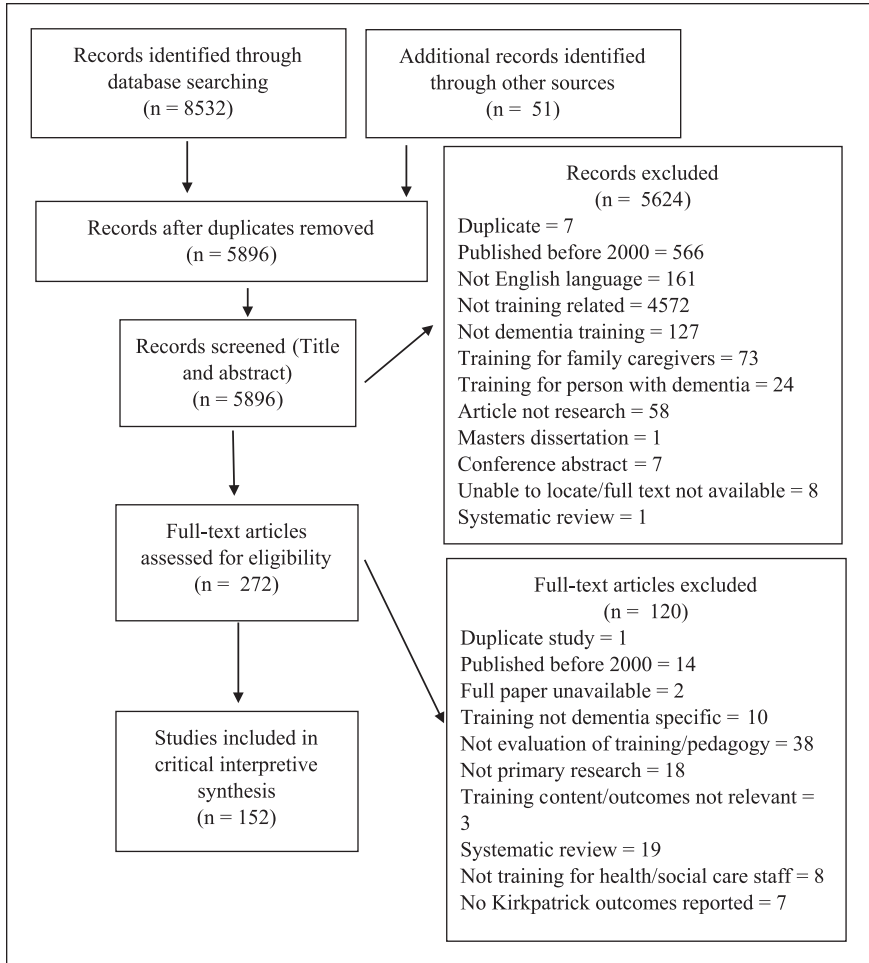 Records identified through
database searching
(n = 8532)
Additional records identified
through other sources
(n = 51)
Records after duplicates removed
(n = 5896)
Records screened (Title
and abstract)
(n = 5896)
Records excluded
(n = 5624)
Duplicate = 7
Published before 2000 = 566
Not English language = 161
Not training related = 4572
Not dementia training = 127
Training for family caregivers = 73
Training for person with dementia = 24
Article not research = 58
Masters dissertation = 1
Conference abstract = 7
Unable to locate/full text not available = 8
Systematic review = 1
Full-text articles
assessed for eligibility
(n = 272)
Full-text articles excluded
(n = 120)
Duplicate study = 1
Published before 2000 = 14
Full paper unavailable = 2
Training not dementia specific = 10
Not evaluation of training/pedagogy = 38
Not primary research = 18
Training content/outcomes not relevant =
3
Systematic review = 19
Not training for health/social care staff = 8
No Kirkpatrick outcomes reported = 7
Studies included in
critical interpretive
synthesis
(n = 152)